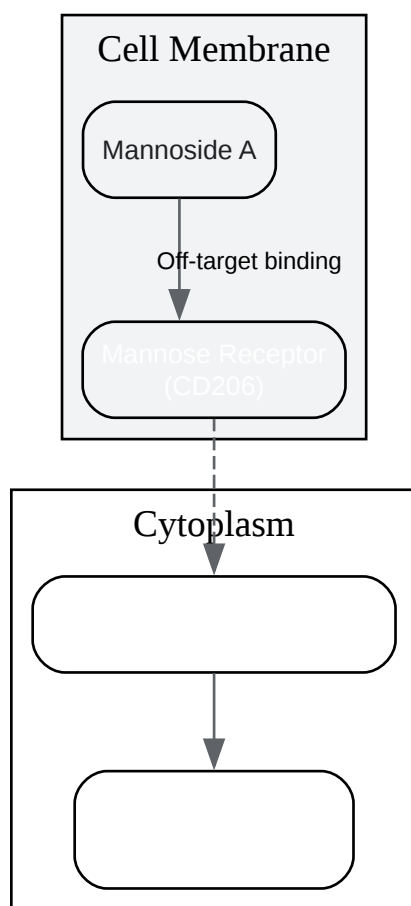 Cell Membrane
Mannoside A
Off-target binding
Mannose Receptor
(CD206)
Cytoplasm